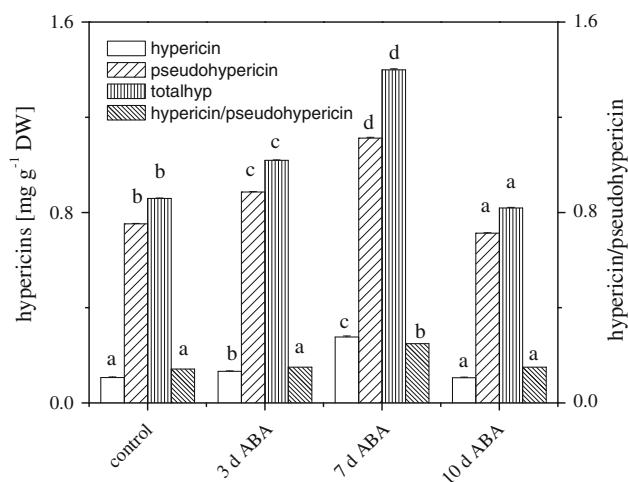 1.6
0.8
0.0
hypericins [mg g⁻¹ DW]
hypericin
pseudohypericin
totalhyp
hypericin/pseudohypericin
a b b a
b c c a
c d d b
a a a a
control
3 d ABA
7 d ABA
10 d ABA
1.6
0.8
0.0
hypericin/pseudohypericin